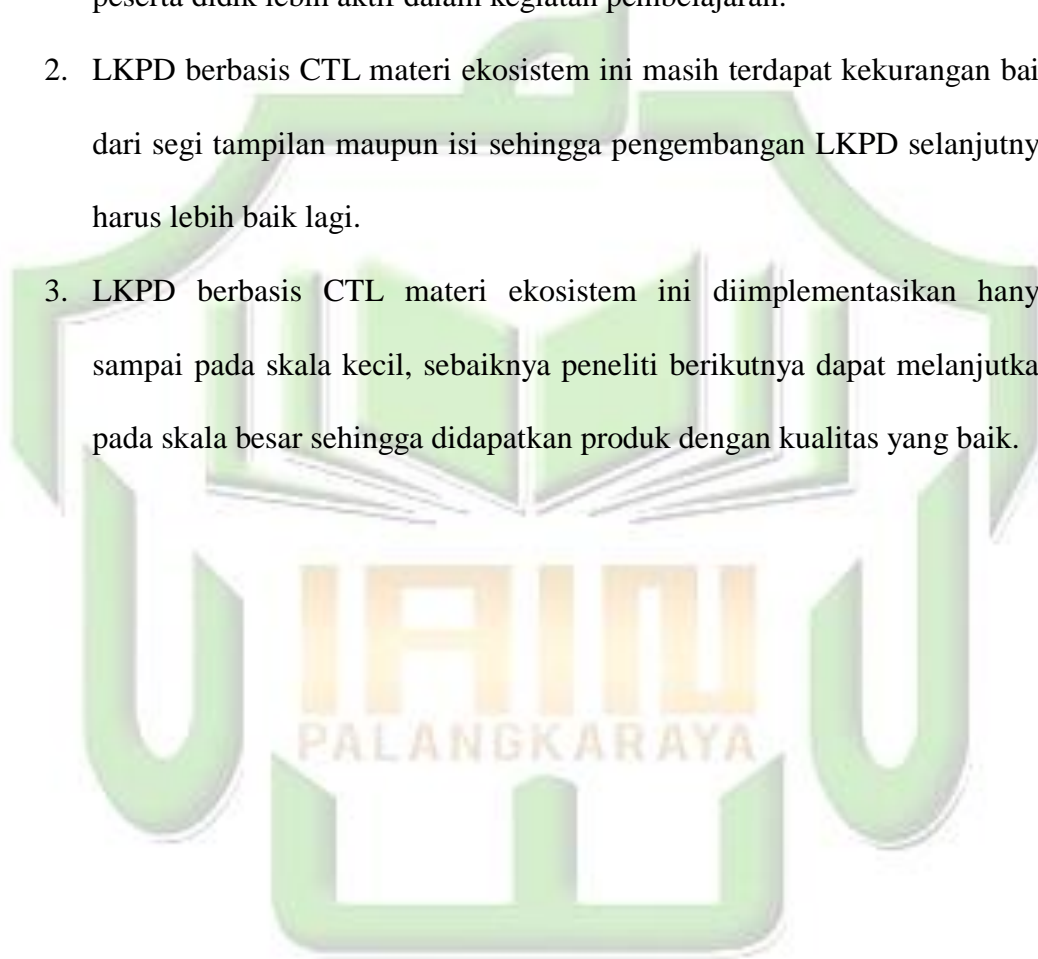 peserta didik lebih aktif dalam kegiatan pembelajaran.
2. LKPD berbasis CTL materi ekosistem ini masih terdapat kekurangan bai
dari segi tampilan maupun isi sehingga pengembangan LKPD selanjutny
harus lebih baik lagi.
3. LKPD berbasis CTL materi ekosistem ini diimplementasikan hany
sampai pada skala kecil, sebaiknya peneliti berikutnya dapat melanjutka
pada skala besar sehingga didapatkan produk dengan kualitas yang baik.
IAIN
PALANGKARAYA